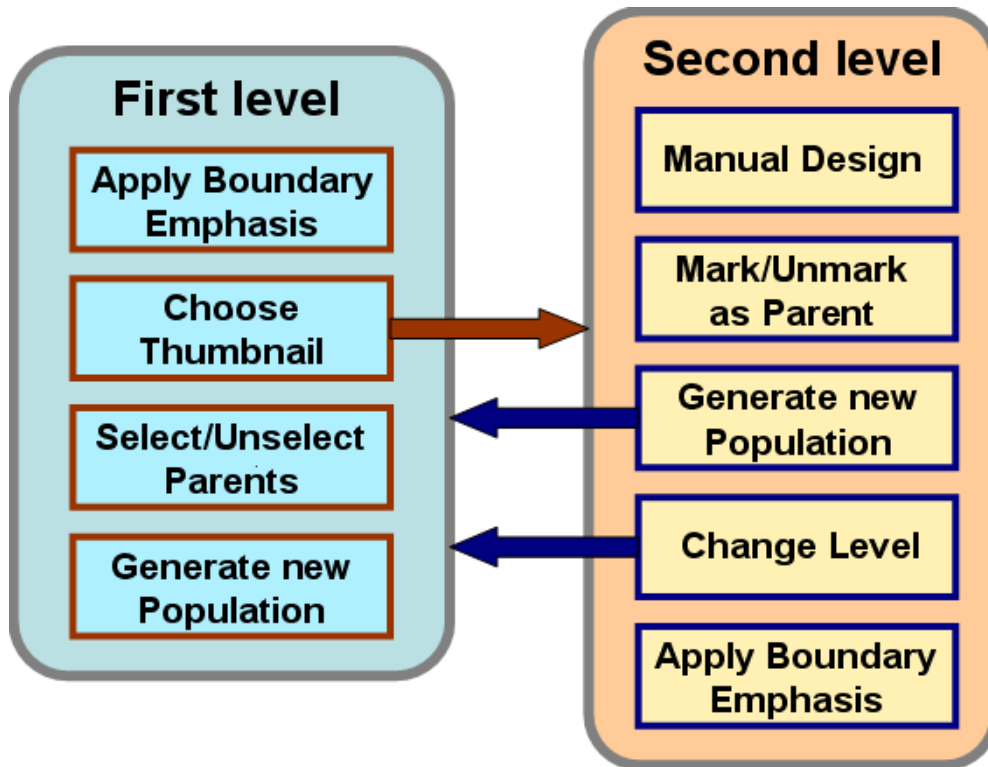 First level
Apply Boundary
Emphasis
Choose
Thumbnail
Select/Unselect
Parents
Generate new
Population
Second level
Manual Design
Mark/Unmark
as Parent
Generate new
Population
Change Level
Apply Boundary
Emphasis